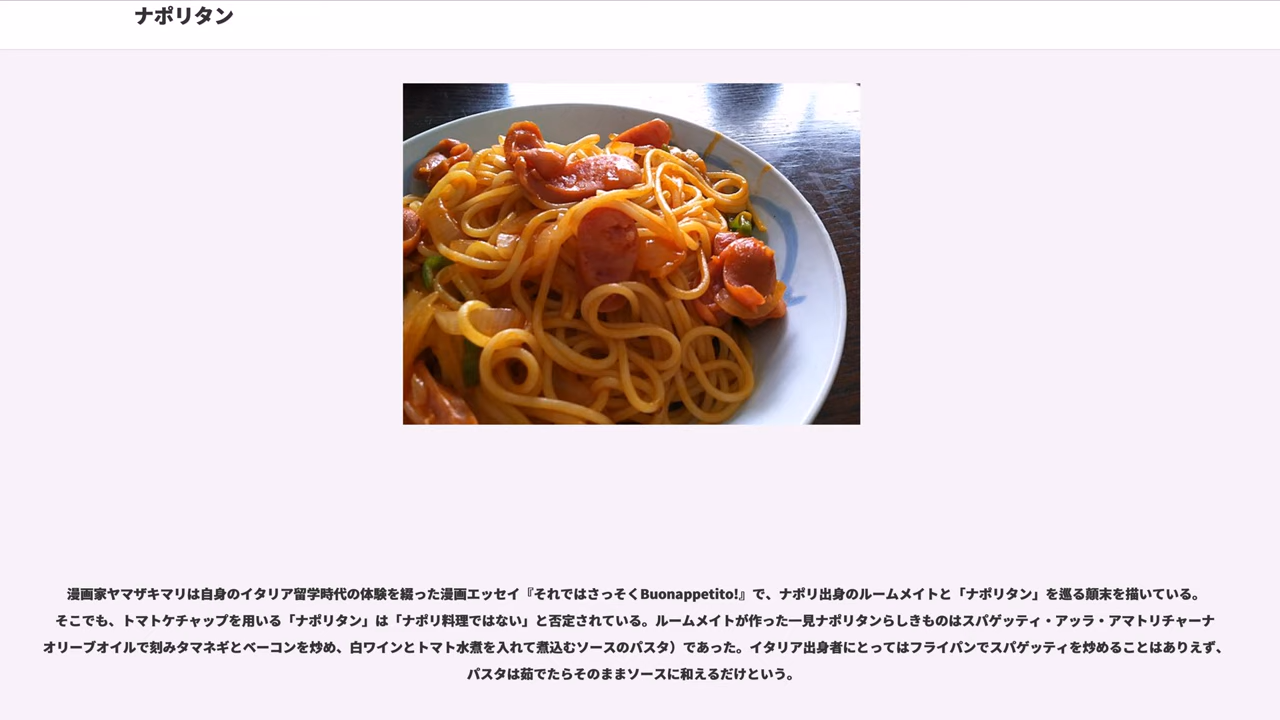 ナポリタン
漫画家ヤマザキマリは自身のイタリア留学時代の体験を綴った漫画エッセイ『それではさっそくBuonappetito!』で、ナポリ出身のルームメイトと「ナポリタン」を巡る顛末を描いている。
そこでも、トマトケチャップを用いる「ナポリタン」は「ナポリ料理ではない」と否定されている。ルームメイトが作った一見ナポリタンらしきものはスパゲッティ・アッラ・アマトリチャーナ
オリーブオイルで刻みタマネギとベーコンを炒め、白ワインとトマト水煮を入れて煮込むソースのパスタ）であった。イタリア出身者にとってはフライパンでスパゲッティを炒めることはありえず、
パスタは茹でたらそのままソースに和えるだけという。